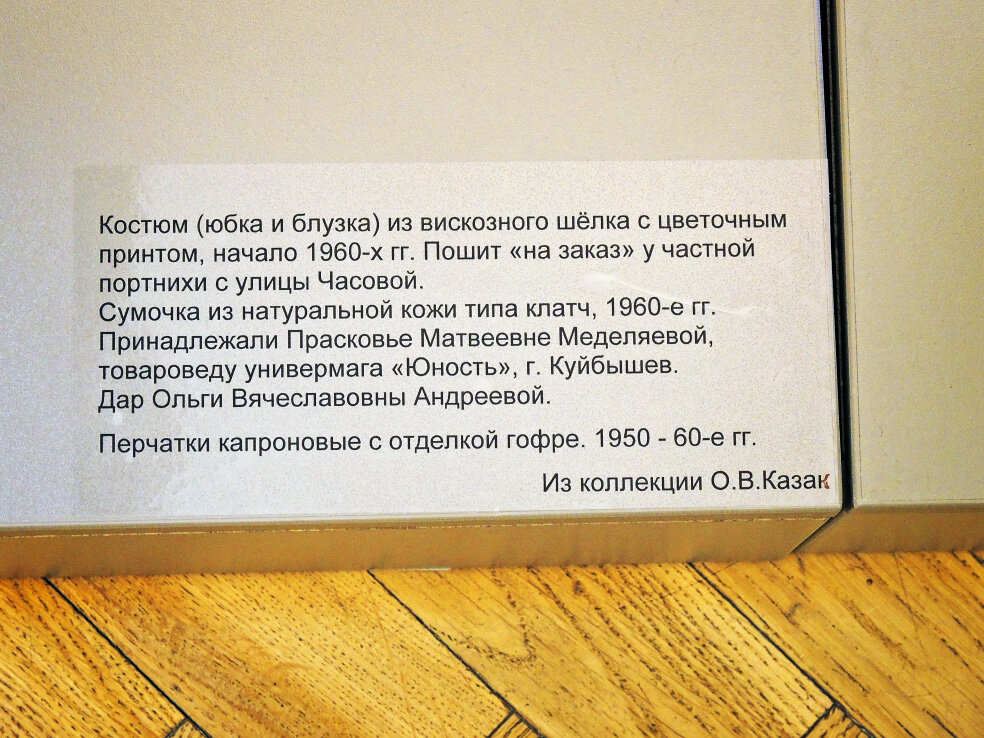 Костюм (юбка и блузка) из вискозного шёлка с цветочным
принтом, начало 1960-х гг. Пошит «на заказ» у частной
портнихи с улицы Часовой.
Сумочка из натуральной кожи типа клатч, 1960-е гг.
Принадлежали Прасковье Матвеевне Меделяевой,
товароведу универмага «Юность», г. Куйбышев.
Дар Ольги Вячеславовны Андреевой.
Перчатки капроновые с отделкой гофре. 1950 - 60-е гг.
Из коллекции О.В.Казак